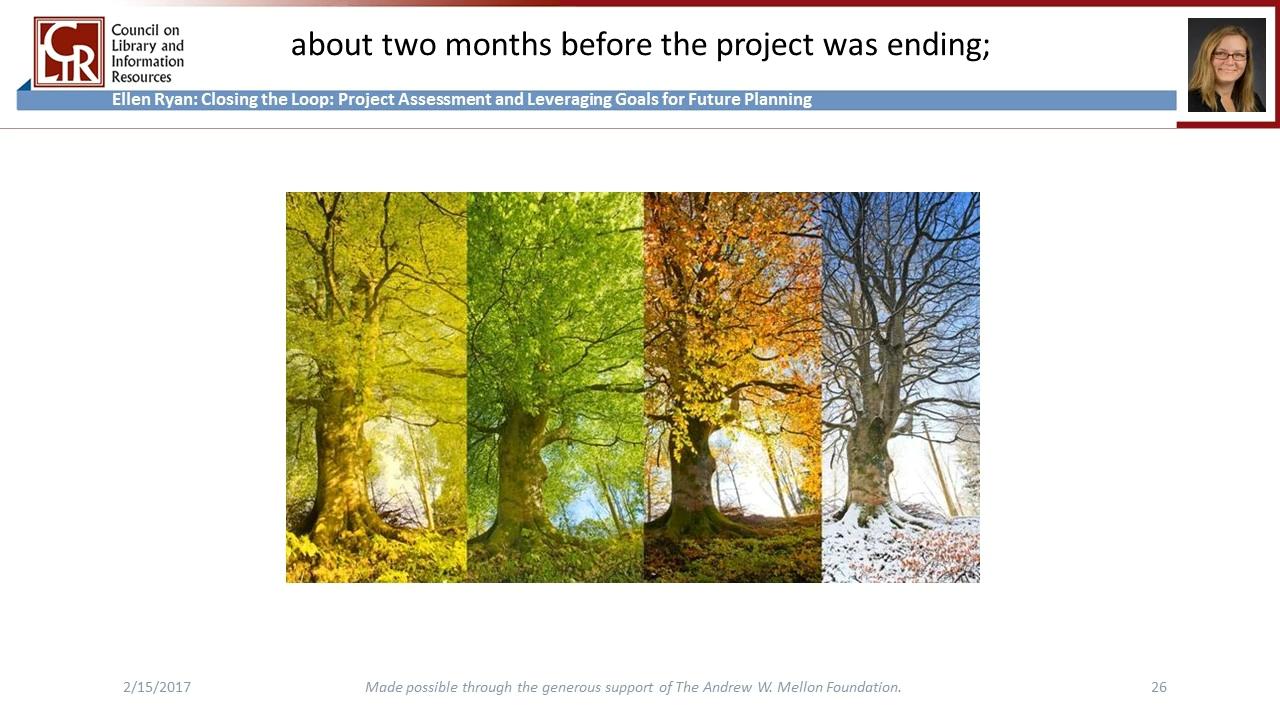 CLIR
Council on
Library and
Information
Resources
about two months before the project was ending;
Ellen Ryan: Closing the Loop: Project Assessment and Leveraging Goals for Future Planning
2/15/2017
Made possible through the generous support of The Andrew W. Mellon Foundation.
26